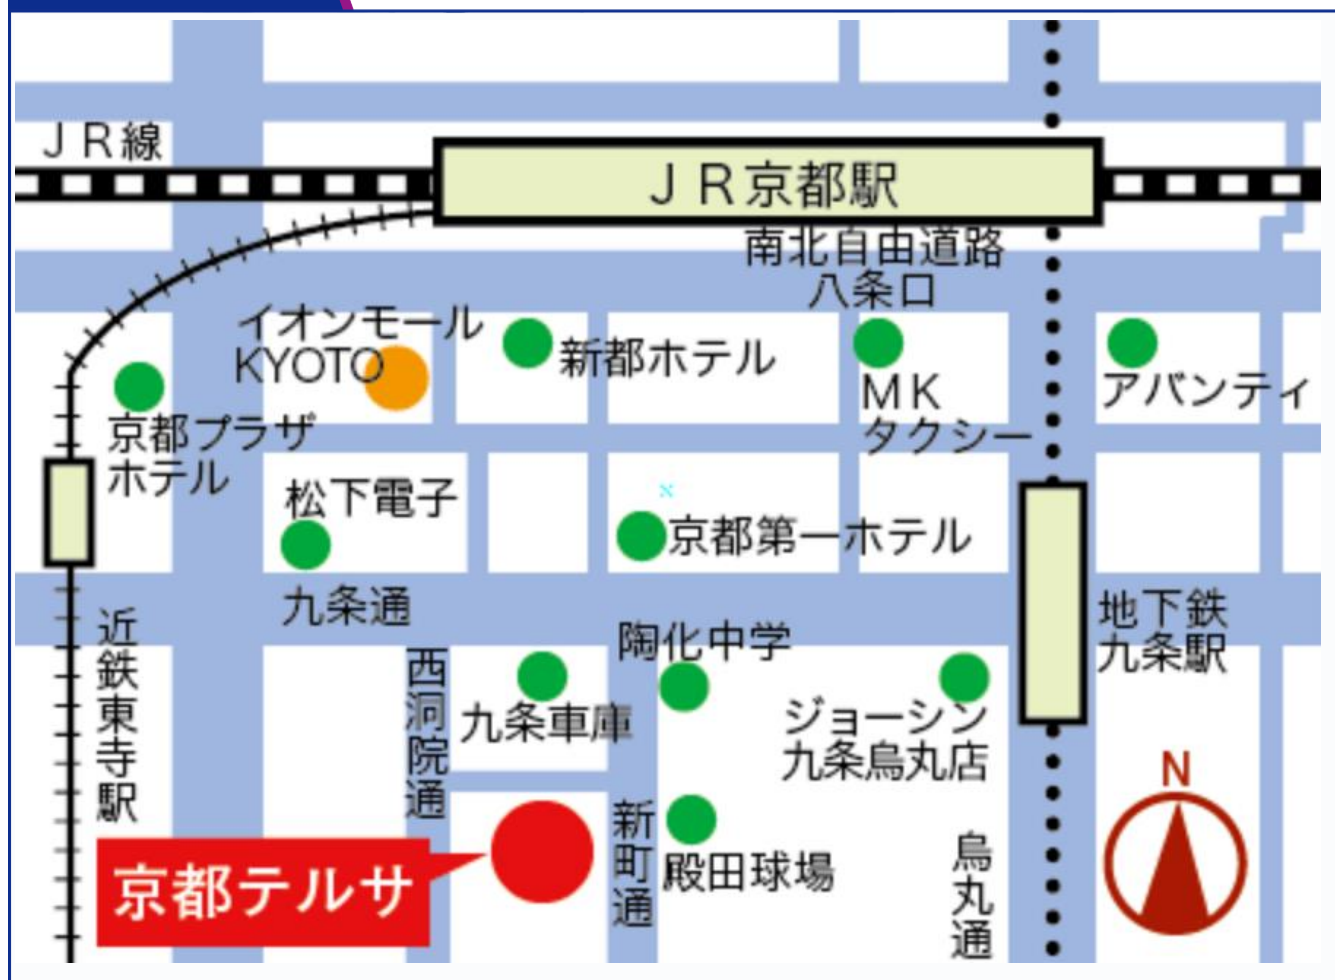 ＪＲ線
ＪＲ京都駅
南北自由道路
八条口
イオンモール
KYOTO
新都ホテル
ＭＫ
タクシー
アバンティ
京都プラザ
ホテル
松下電子
京都第一ホテル
九条通
近鉄東寺駅
西洞院通
九条車庫
陶化中学
ジョーシン
九条烏丸店
地下鉄
九条駅
N
京都テルサ
新町通
殿田球場
烏丸通